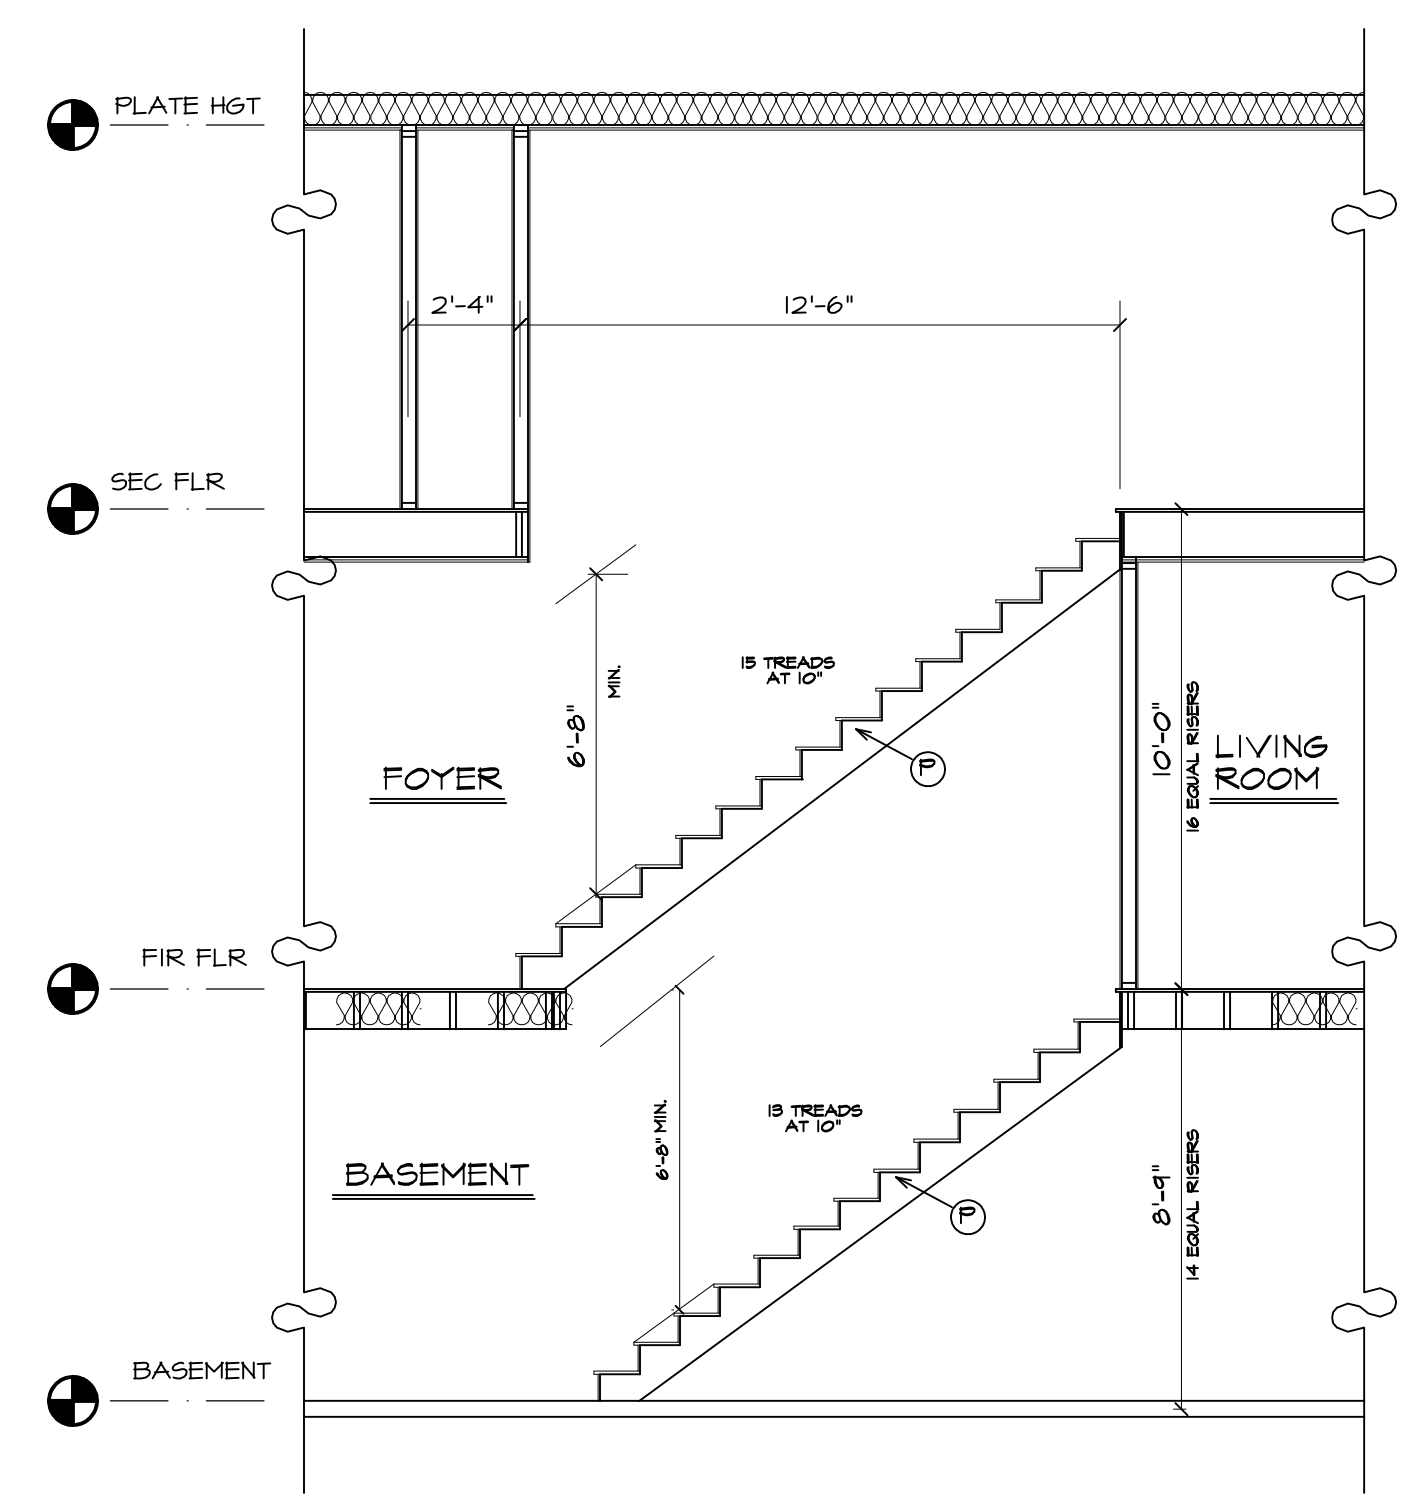 PLATE HGT
2'-4"
12'-6"
SEC FLR
15 TREADS
AT 10"
MIN.
6'-8"
10'-0"
16 EQUAL RISERS
LIVING
ROOM
FOYER
P
FIR FLR
13 TREADS
AT 10"
6'-8" MIN.
BASEMENT
8'-9"
14 EQUAL RISERS
P
BASEMENT